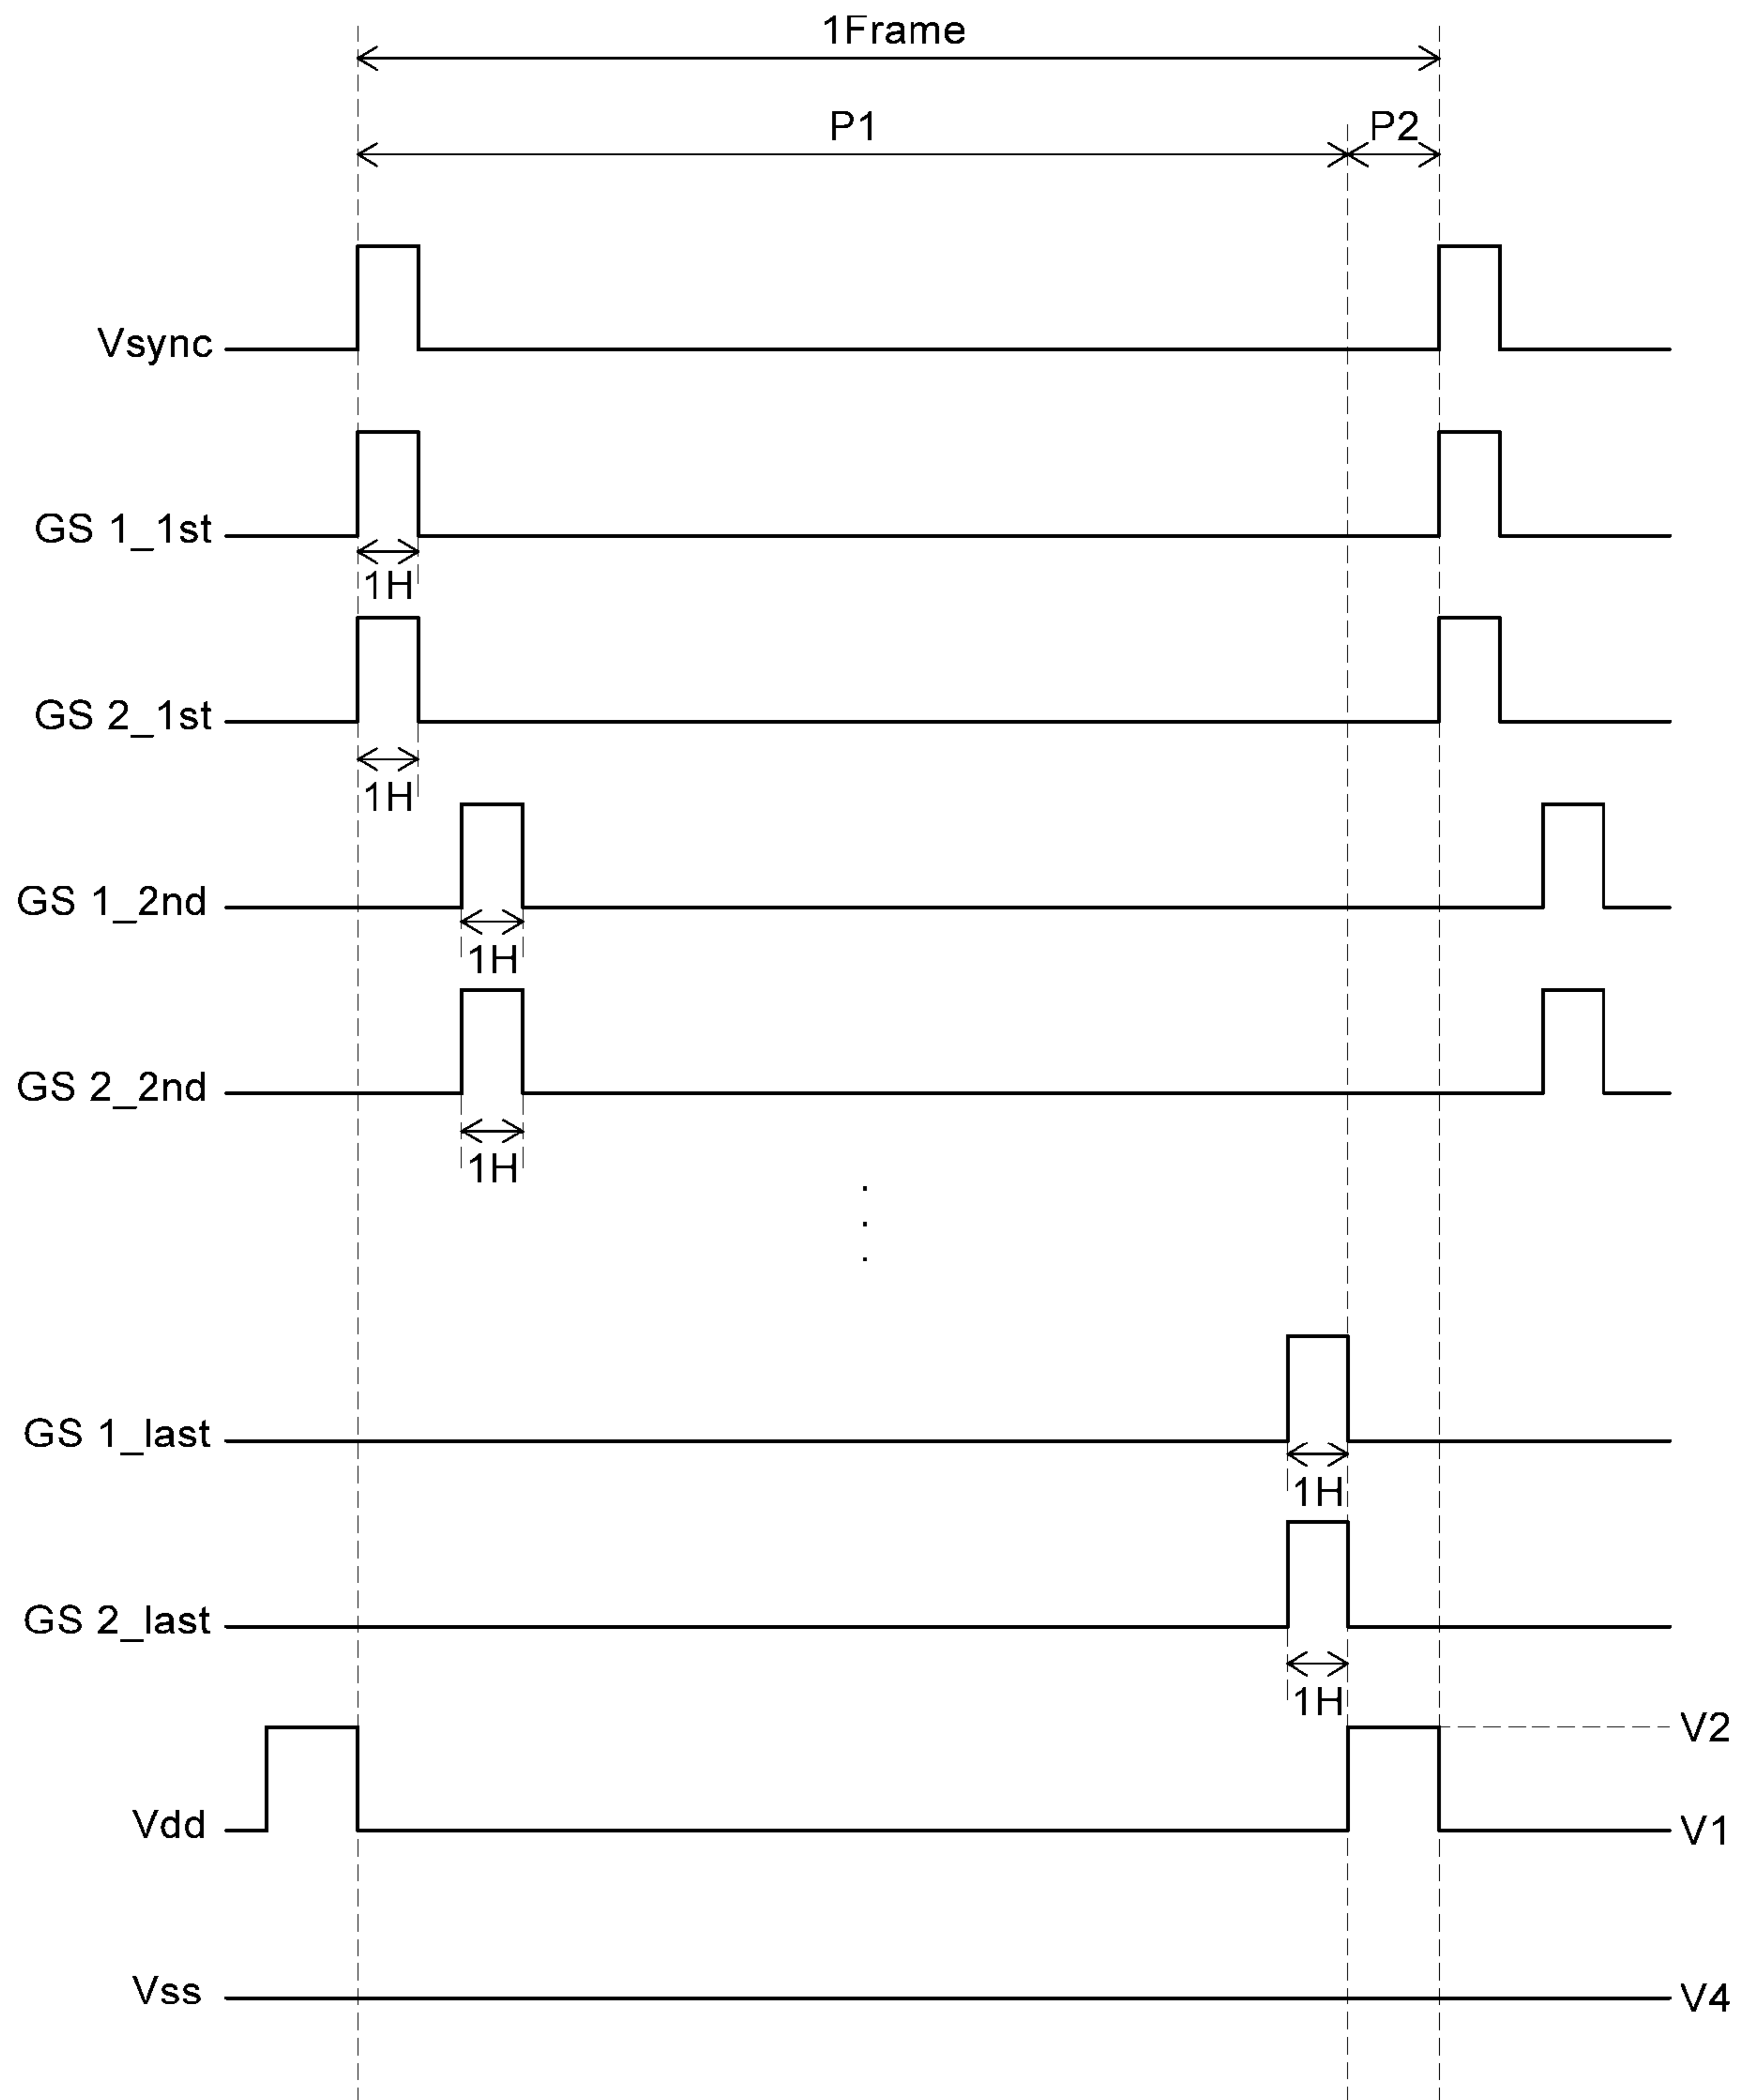 1Frame
P1 P2
Vsync
GS 1_1st
1H
GS 2_1st
1H
GS 1_2nd
1H
GS 2_2nd
1H
GS 1_last
1H
GS 2_last
1H
V2
Vdd V1
Vss V4